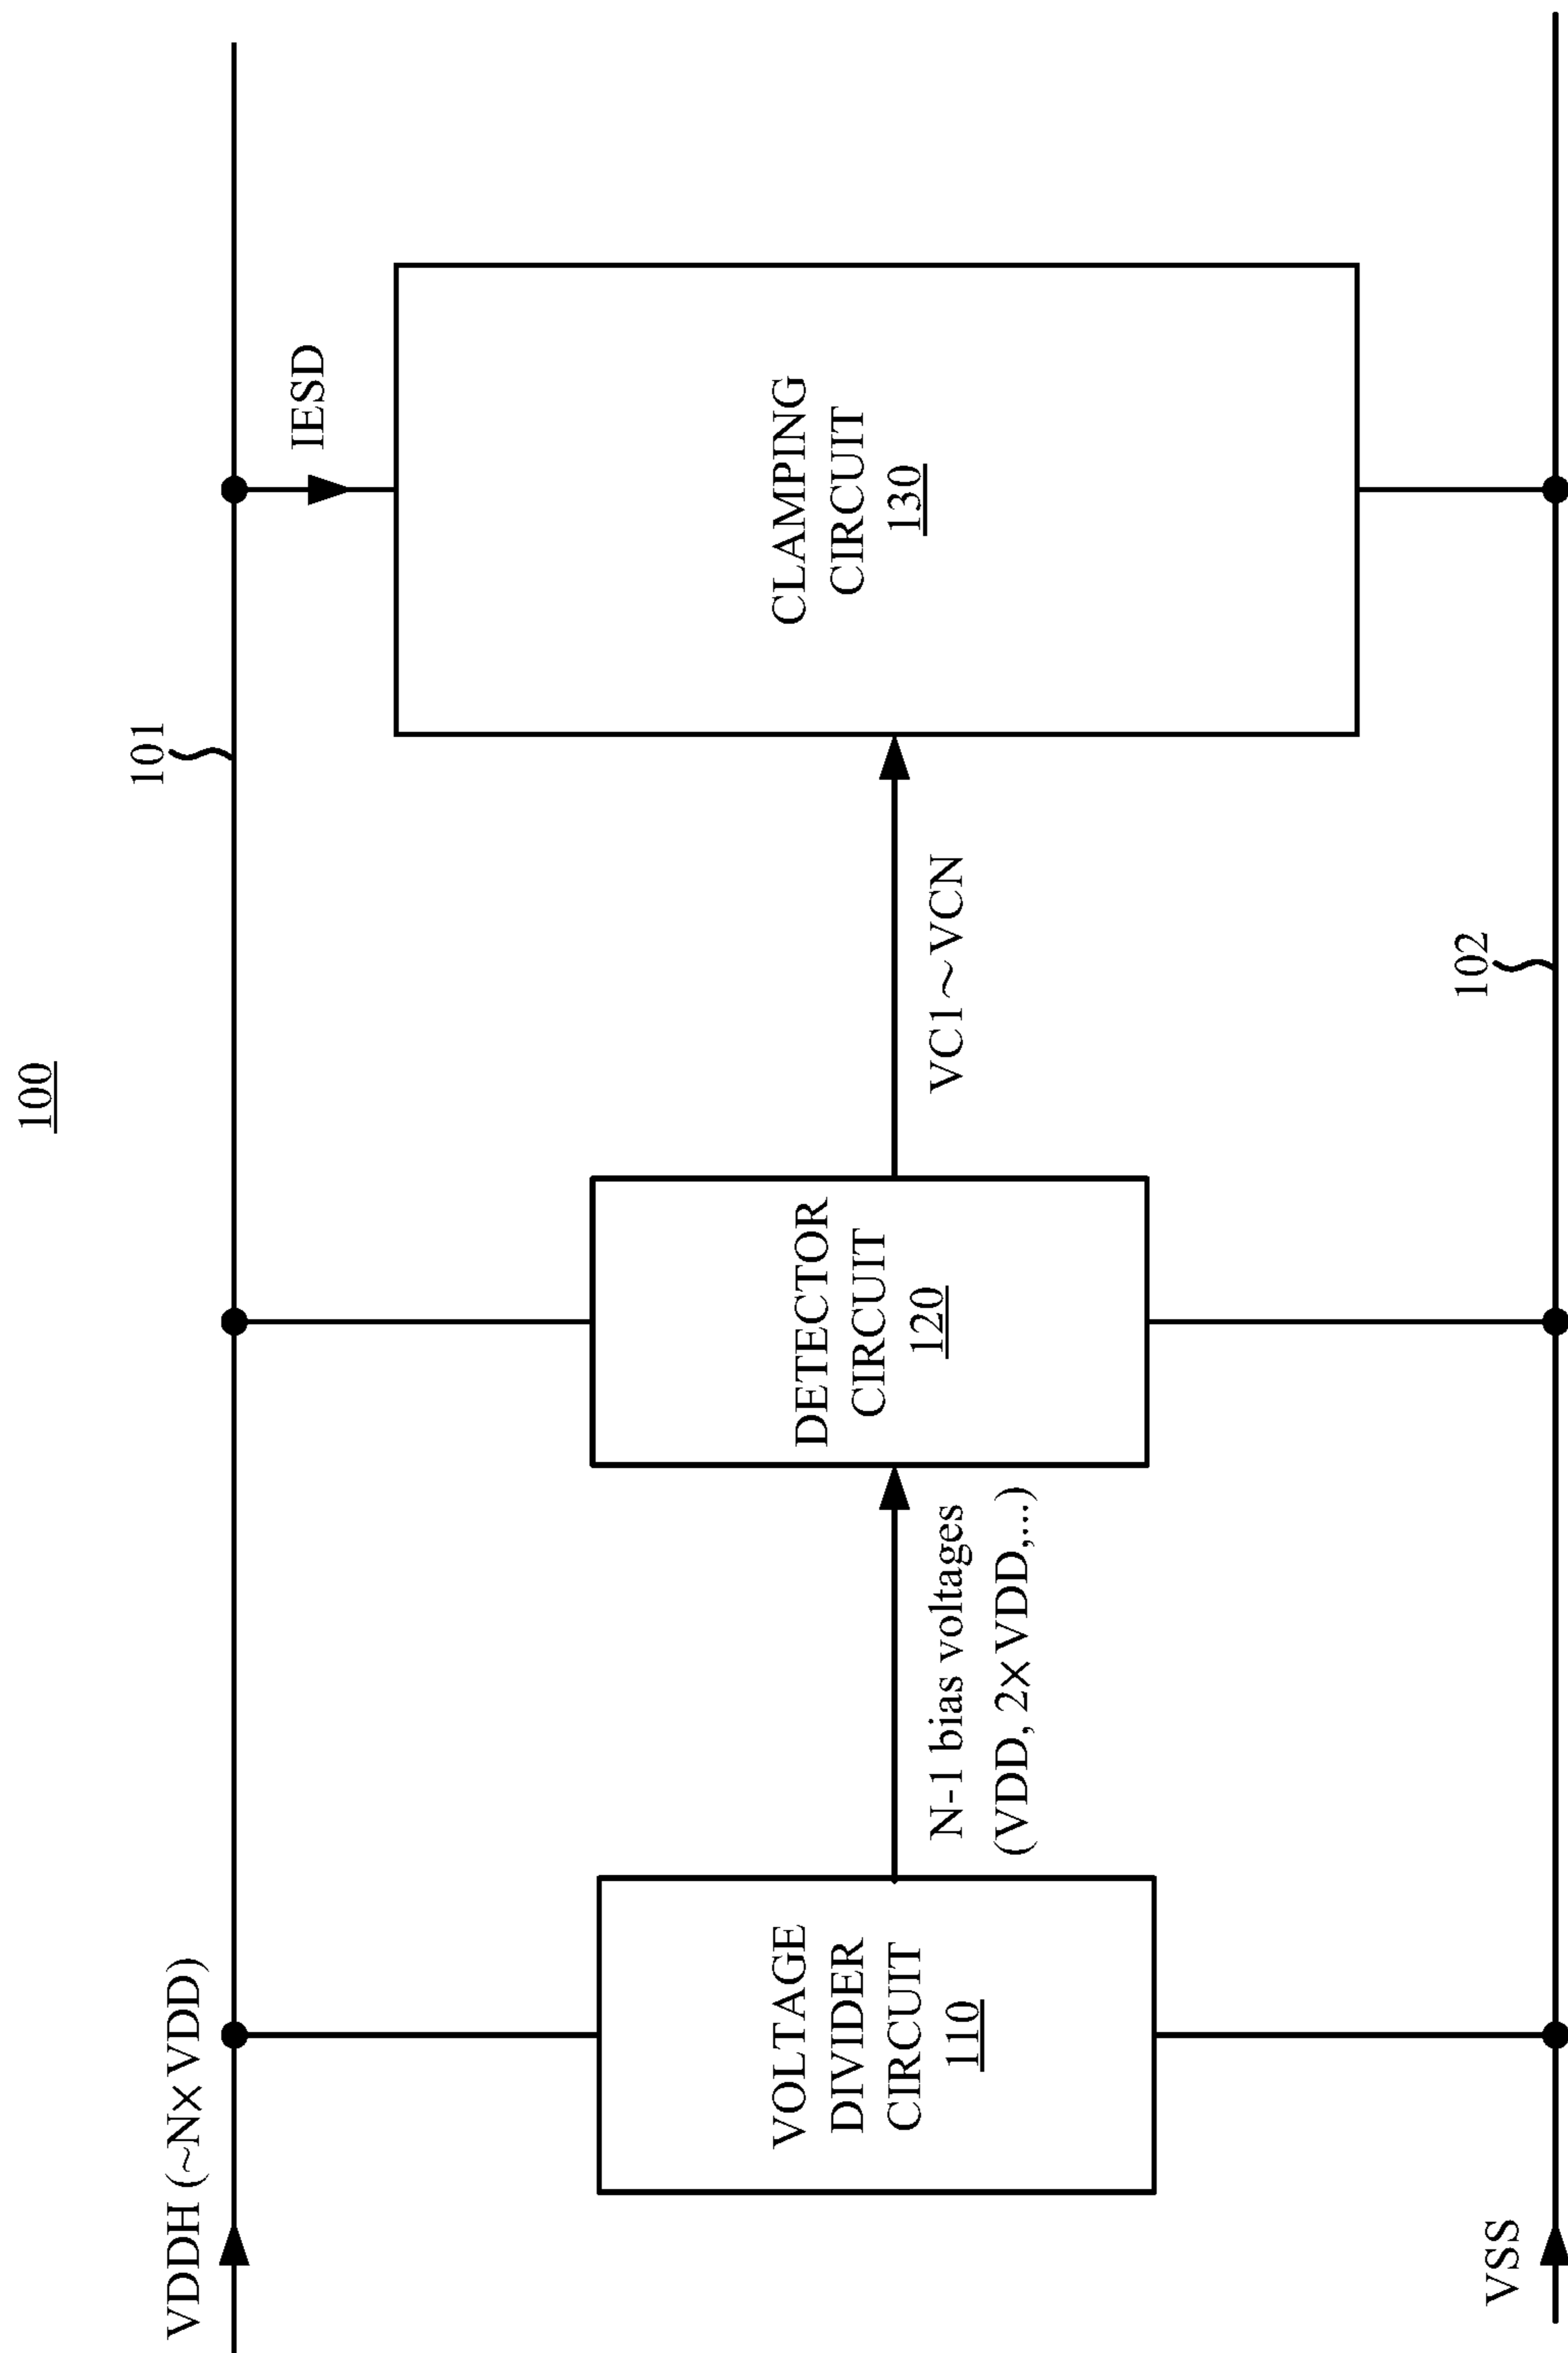 100
VDDH (~N×VDD)
101
IESD
VOLTAGE
DIVIDER
CIRCUIT
110
N-1 bias voltages
(VDD, 2×VDD,...)
DETECTOR
CIRCUIT
120
VC1~VCN
CLAMPING
CIRCUIT
130
VSS
102